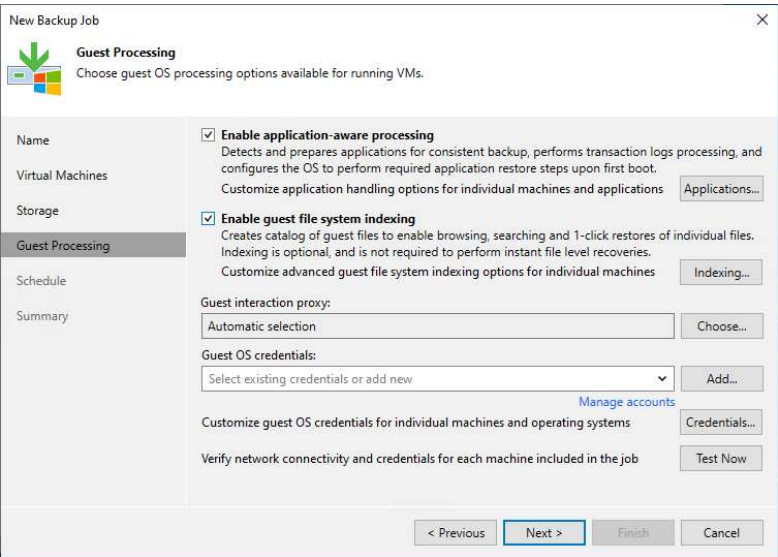 New Backup Job
Guest Processing
Choose guest OS processing options available for running VMs.
Name
Virtual Machines
Storage
Guest Processing
Schedule
Summary
Enable application-aware processing
Detects and prepares applications for consistent backup, performs transaction logs processing, and
configures the OS to perform required application restore steps upon first boot.
Customize application handling options for individual machines and applications
Applications...
Enable guest file system indexing
Creates catalog of guest files to enable browsing, searching and 1-click restores of individual files.
Indexing is optional, and is not required to perform instant file level recoveries.
Customize advanced guest file system indexing options for individual machines
Indexing...
Guest interaction proxy:
Automatic selection
Choose...
Guest OS credentials:
Select existing credentials or add new
Add...
Manage accounts
Customize guest OS credentials for individual machines and operating systems
Credentials...
Verify network connectivity and credentials for each machine included in the job
Test Now
< Previous
Next >
Finish
Cancel